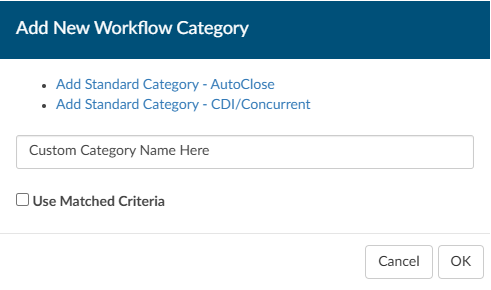 Add New Workflow Category
Add Standard Category - AutoClose
Add Standard Category - CDI/Concurrent
Custom Category Name Here
Use Matched Criteria
Cancel OK